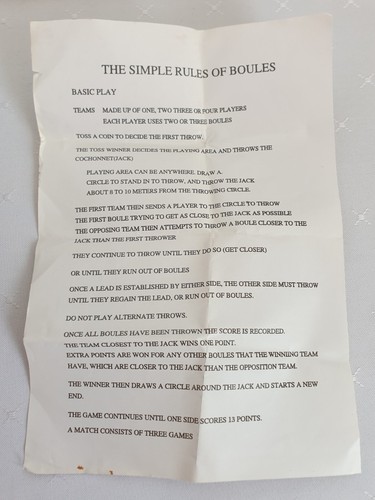 THE SIMPLE RULES OF BOULES
BASIC PLAY
TEAMS MADE UP OF ONE, TWO THREE OR FOUR PLAYERS
EACH PLAYER USES TWO OR THREE BOULES
TOSS A COIN TO DECIDE THE FIRST THROW.
THE TOSS WINNER DECIDES THE PLAYING AREA AND THROWS THE
COCHONNET(JACK)
PLAYING AREA CAN BE ANYWHERE. DRAW A
CIRCLE TO STAND IN TO THROW, AND THROW THE JACK
ABOUT 8 TO 10 METERS FROM THE THROWING CIRCLE.
THE FIRST TEAM THEN SENDS A PLAYER TO THE CIRCLE TO THROW
THE FIRST BOULE TRYING TO GET AS CLOSE TO THE JACK AS POSSIBLE
THE OPPOSING TEAM THEN ATTEMPTS TO THROW A BOULE CLOSER TO THE
JACK THAN THE FIRST THROWER
THEY CONTINUE TO THROW UNTIL THEY DO SO (GET CLOSER)
OR UNTIL THEY RUN OUT OF BOULES
ONCE A LEAD IS ESTABLISHED BY EITHER SIDE, THE OTHER SIDE MUST THROW
UNTIL THEY REGAIN THE LEAD, OR RUN OUT OF BOULES.
DO NOT PLAY ALTERNATE THROWS.
ONCE ALL BOULES HAVE BEEN THROWN THE SCORE IS RECORDED.
THE TEAM CLOSEST TO THE JACK WINS ONE POINT.
EXTRA POINTS ARE WON FOR ANY OTHER BOULES THAT THE WINNING TEAM
HAVE, WHICH ARE CLOSER TO THE JACK THAN THE OPPOSITION TEAM.
THE WINNER THEN DRAWS A CIRCLE AROUND THE JACK AND STARTS A NEW
END.
THE GAME CONTINUES UNTIL ONE SIDE SCORES 13 POINTS.
A MATCH CONSISTS OF THREE GAMES